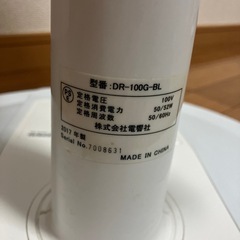 型番:DR-100G-BL
PS
E
定格電圧 100V
定格消費電力 50/52W
定格周波数 50/60Hz
株式会社電響社
2017年製
Serial No.7008631
MADE IN CHINA